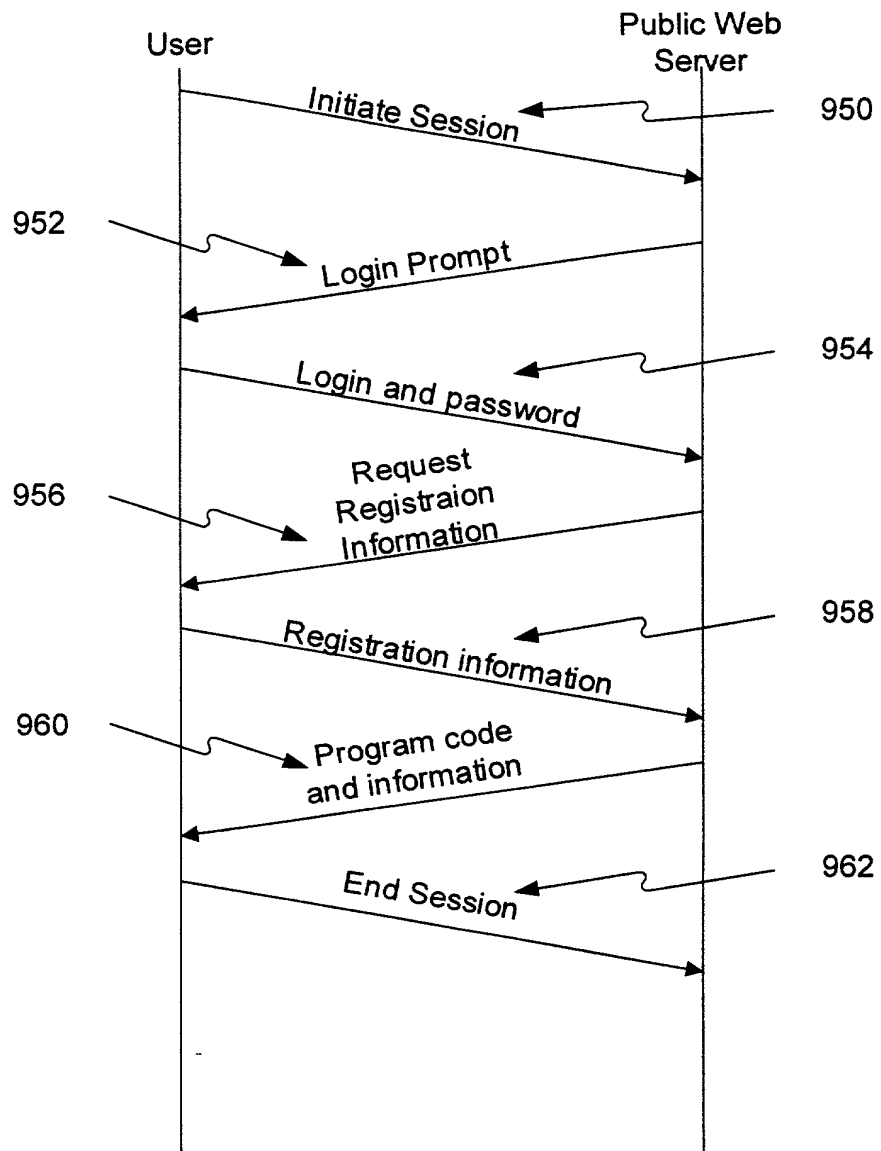 User
Public Web
Server
Initiate Session
950
952
Login Prompt
954
Login and password
956
Request
Registraion
Information
958
Registration information
960
Program code
and information
962
End Session